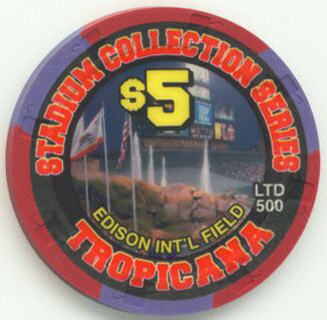 STADIUM COLLECTION SERIES
$5
LTD
500
EDISON INT'L FIELD
TROPICANA